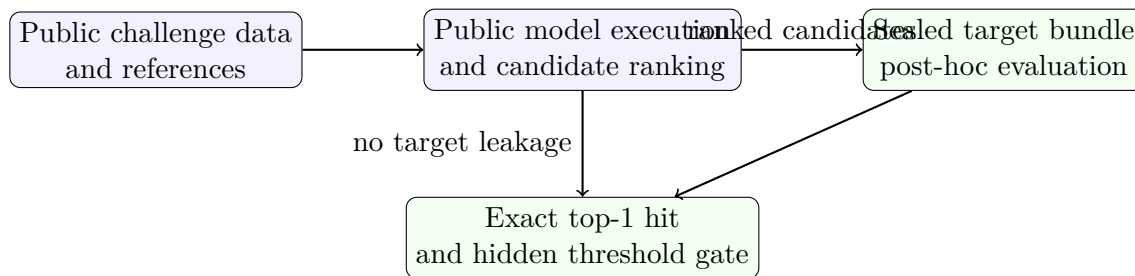 Public challenge data
and references
Public model execution
and candidate ranking
ranked candidates
Sealed target bundle
post-hoc evaluation
no target leakage
Exact top-1 hit
and hidden threshold gate